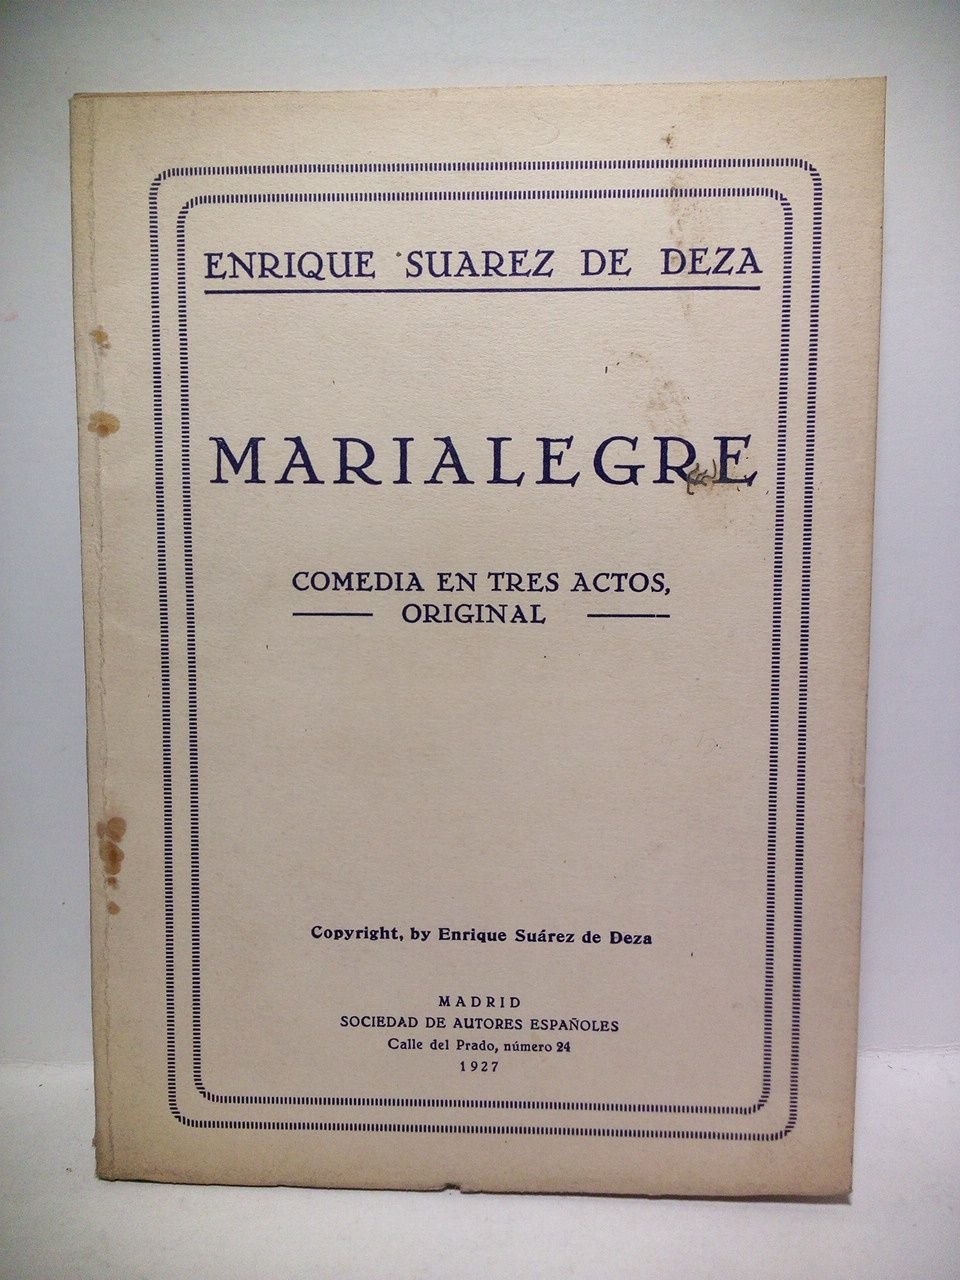 ENRIQUE SUAREZ DE DEZA
MARIALEGRE
COMEDIA EN TRES ACTOS,
ORIGINAL
Copyright, by Enrique Suárez de Deza
MADRID
SOCIEDAD DE AUTORES ESPAÑOLES
Calle del Prado, número 24
1927